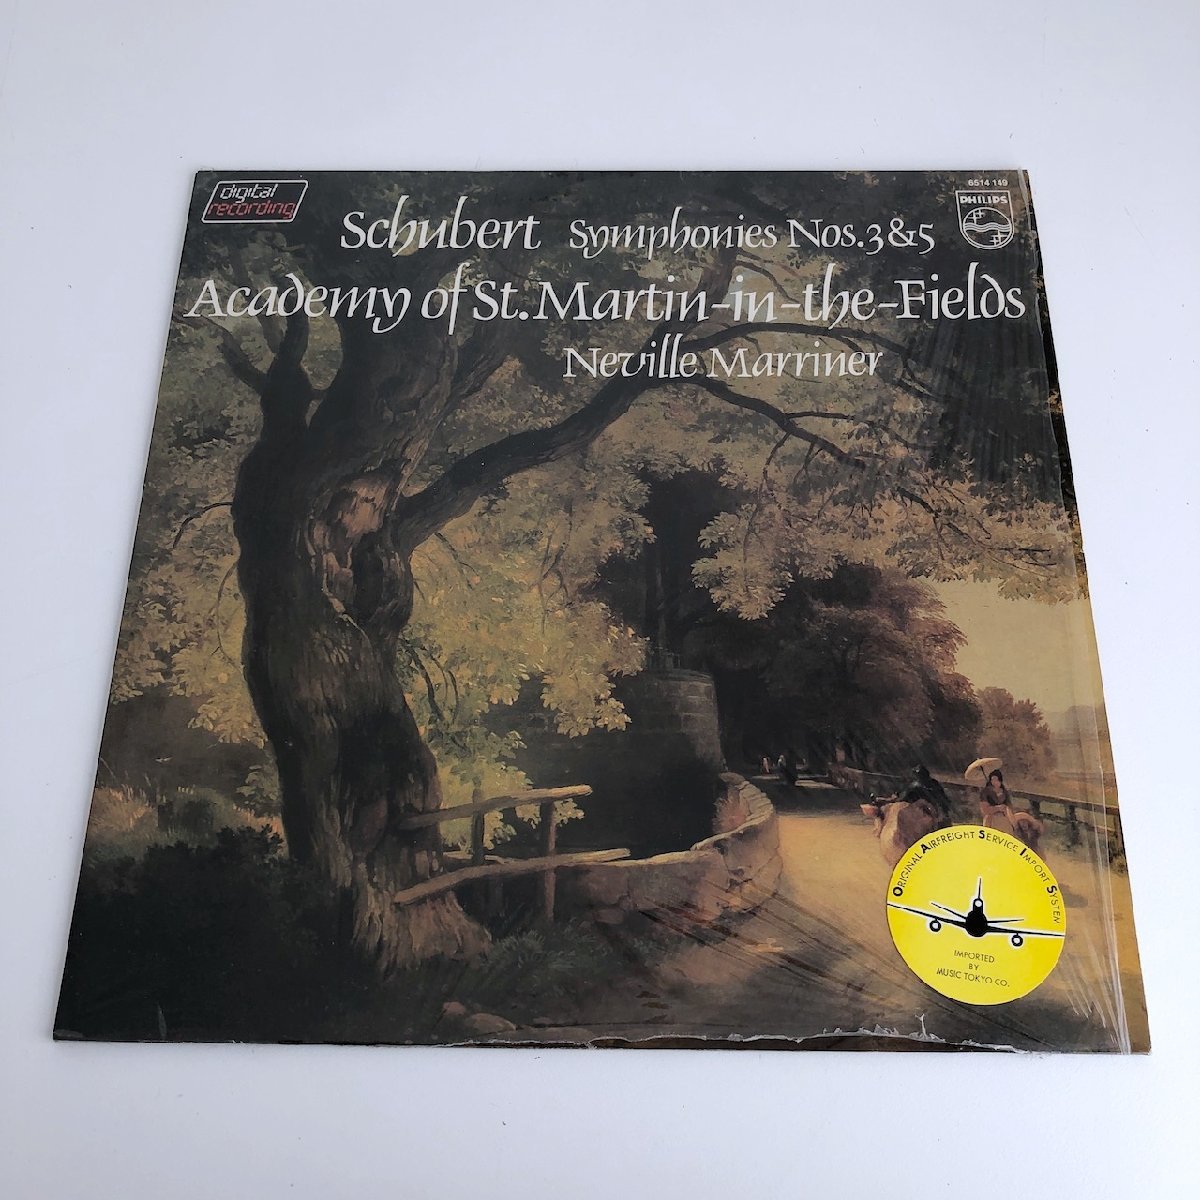 digital
recording
6514 149
PHILIPS
Schubert Symphonies Nos.3&5
Academy of St. Martin-in-the-Fields
Neville Marriner
ORIGINAL AIRFREIGHT SERVICE IMPORT SYSTEM
IMPORTED
BY
MUSIC TOKYO CO.